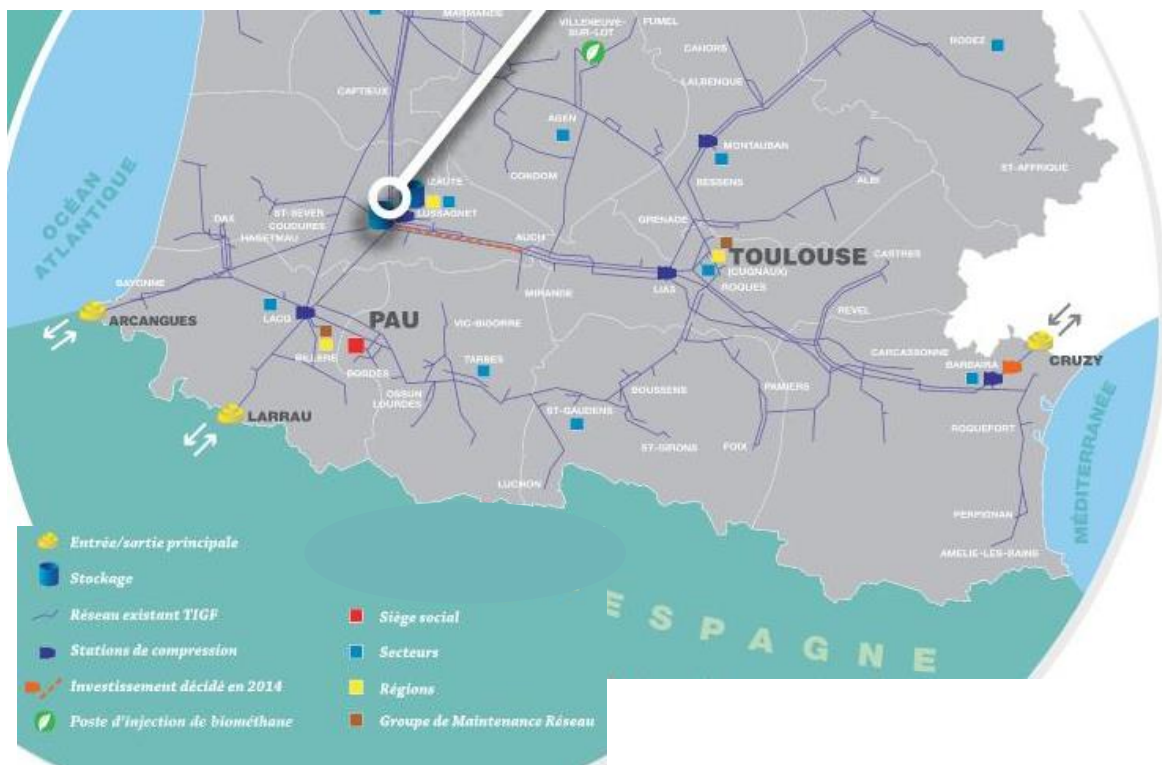 MARMANDE
VILLENEUVE-
SUR-LOT
FUMEL
CAHORS
RODEZ
LALBENQUE
CAPTIEUX
AGEN
MONTAUBAN
ST-AFFRIQUE
OCÉAN
ATLANTIQUE
CONDOM
BESSENS
ALBI
IZAUTE
ST-SEVER
LUSSAGNET
COUDURES
DAX
HAGETMAU
GRENADE
AUCH
TOULOUSE
CASTRES
(CUGNAUX)
ROQUES
BAYONNE
LIAS
MIRANDE
ARCANGUES
LACQ
PAU
VIC-BIGORRE
REVEL
CARCASSONNE
CRUZY
BILLERE
TARBES
BARBAIRA
BORDES
OSSUN
LOURDES
BOUSSENS
PAMIERS
LARRAU
ST-GAUDENS
ROQUEFORT
ST-GIRONS
FOIX
MÉDITERRANÉE
LUCHON
PERPIGNAN
AMELIE-LES-BAINS
ESPAGNE
Entrée/sortie principale
Stockage
Réseau existant TIGF
Stations de compression
Investissement décidé en 2014
Poste d'injection de biométhane
Siège social
Secteurs
Régions
Groupe de Maintenance Réseau